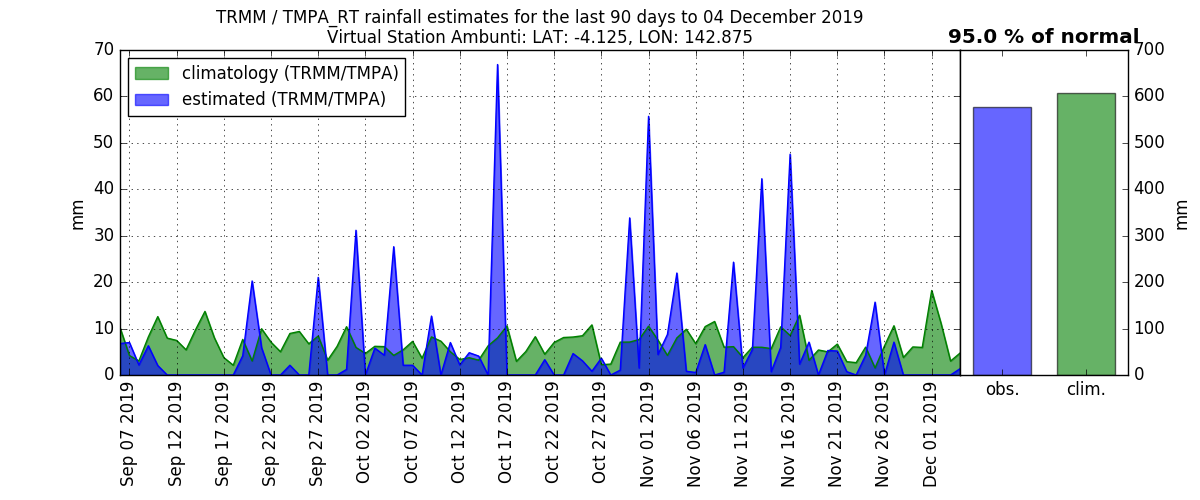 TRMM / TMPA_RT rainfall estimates for the last 90 days to 04 December 2019
Virtual Station Ambunti: LAT: -4.125, LON: 142.875
95.0 % of normal
climatology (TRMM/TMPA)
estimated (TRMM/TMPA)
70
60
50
40
30
20
10
0
mm
700
600
500
400
300
200
100
0
mm
obs.
clim.
Sep 07 2019
Sep 12 2019
Sep 17 2019
Sep 22 2019
Sep 27 2019
Oct 02 2019
Oct 07 2019
Oct 12 2019
Oct 17 2019
Oct 22 2019
Oct 27 2019
Nov 01 2019
Nov 06 2019
Nov 11 2019
Nov 16 2019
Nov 21 2019
Nov 26 2019
Dec 01 2019